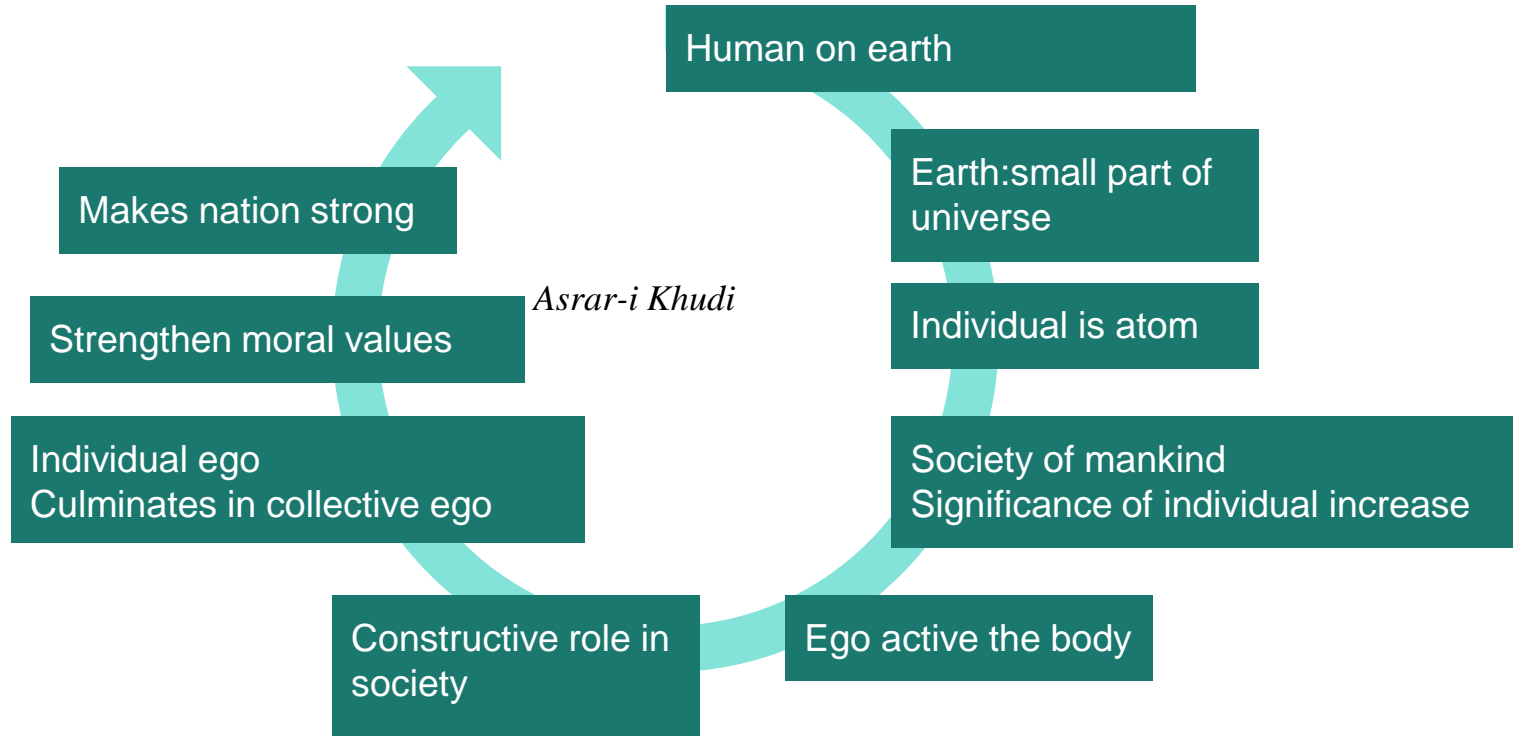 Human on earth
Earth:small part of
universe
Individual is atom
Society of mankind
Significance of individual increase
Ego active the body
Constructive role in
society
Individual ego
Culminates in collective ego
Strengthen moral values
Makes nation strong
Asrar-i Khudi